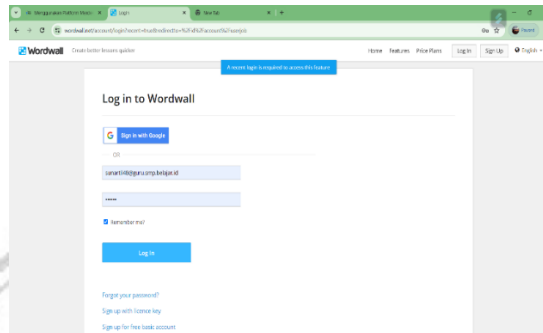 Login
New Tab
Wordwall Create better lessons quicker
Home Features Price Plans Log In Sign Up English
A recent login is required to access this feature
Log in to Wordwall
G Sign in with Google
OR
Remember me?
Log In
Forgot your password?
Sign up with licence key
Sign up for free basic account